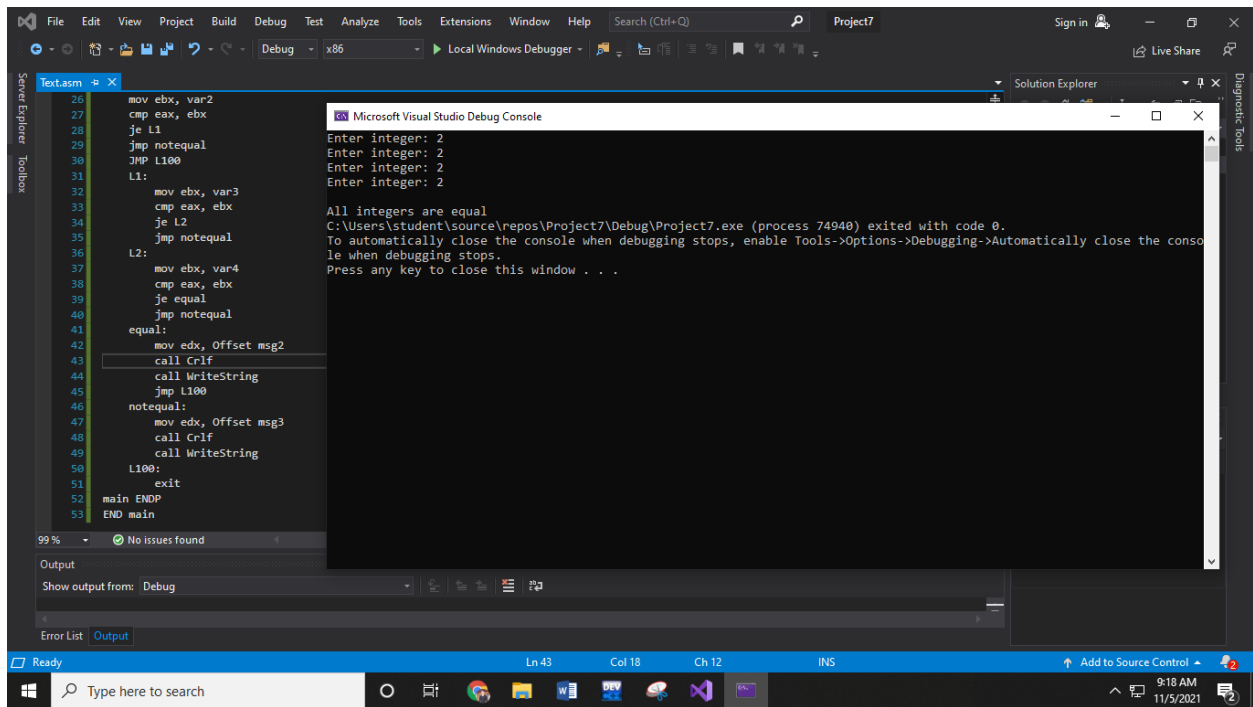 File Edit View Project Build Debug Test Analyze Tools Extensions Window Help Search (Ctrl+Q) Project7 Sign in
Debug x86 Local Windows Debugger Live Share
Server Explorer
Toolbox
Text.asm
26 mov ebx, var2
27 cmp eax, ebx
28 je L1
29 jmp notequal
30 JMP L100
31 L1:
32 mov ebx, var3
33 cmp eax, ebx
34 je L2
35 jmp notequal
36 L2:
37 mov ebx, var4
38 cmp eax, ebx
39 je equal
40 jmp notequal
41 equal:
42 mov edx, Offset msg2
43 call Crlf
44 call WriteString
45 jmp L100
46 notequal:
47 mov edx, Offset msg3
48 call Crlf
49 call WriteString
50 L100:
51 exit
52 main ENDP
53 END main
99 % No issues found
Microsoft Visual Studio Debug Console
Enter integer: 2
Enter integer: 2
Enter integer: 2
Enter integer: 2
All integers are equal
C:\Users\student\source\repos\Project7\Debug\Project7.exe (process 74940) exited with code 0.
To automatically close the console when debugging stops, enable Tools->Options->Debugging->Automatically close the conso
le when debugging stops.
Press any key to close this window . . .
Solution Explorer
Diagnostic Tools
Output
Show output from: Debug
Error List Output
Ready Ln 43 Col 18 Ch 12 INS Add to Source Control 2
Type here to search
DEV
9:18 AM
11/5/2021
2